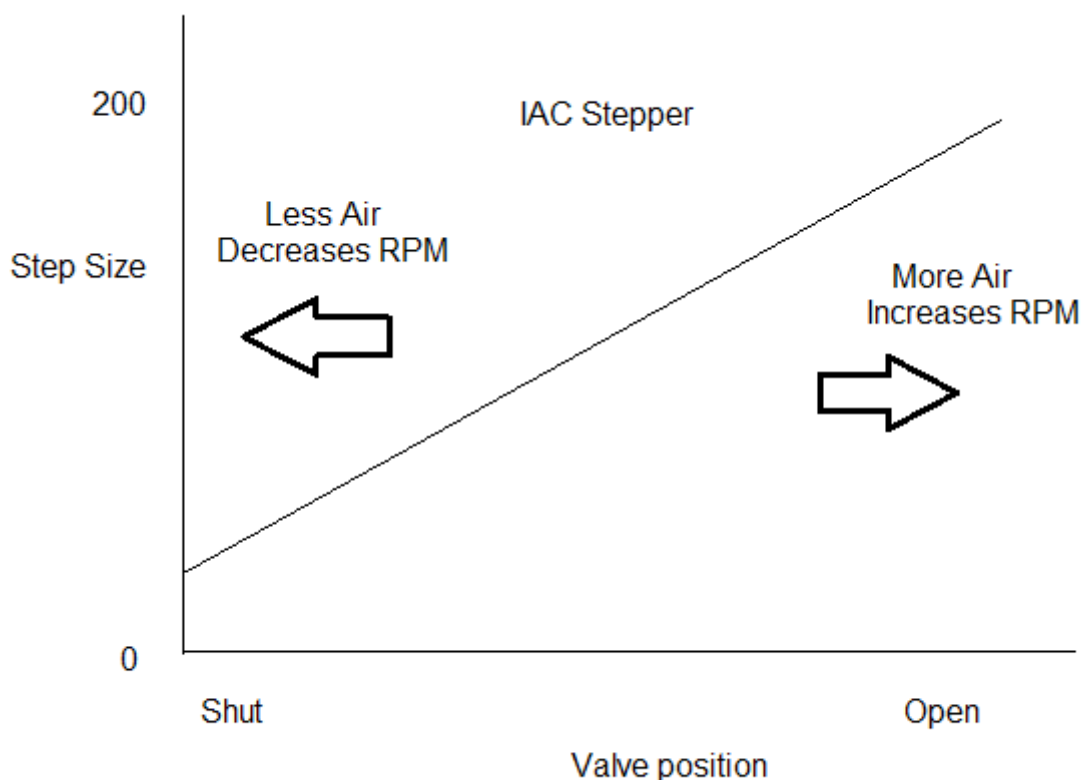 200
IAC Stepper
Less Air
Decreases RPM
Step Size
More Air
Increases RPM
0
Shut
Open
Valve position